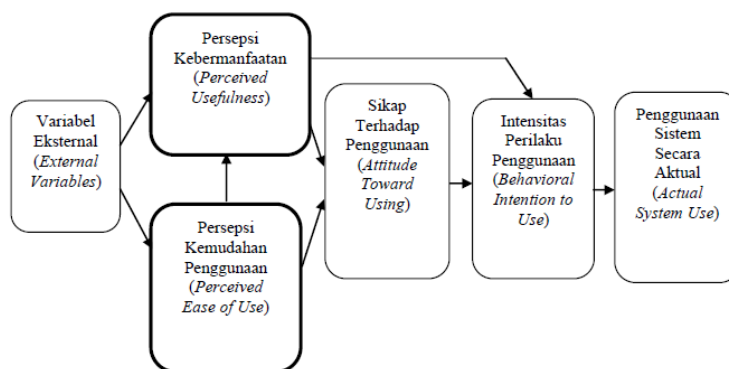 Variabel
Eksternal
(External
Variables)
Persepsi
Kebermanfaatan
(Perceived
Usefulness)
Persepsi
Kemudahan
Penggunaan
(Perceived
Ease of Use)
Sikap
Terhadap
Penggunaan
(Attitude
Toward
Using)
Intensitas
Perilaku
Penggunaan
(Behavioral
Intention to
Use)
Penggunaan
Sistem
Secara
Aktual
(Actual
System Use)